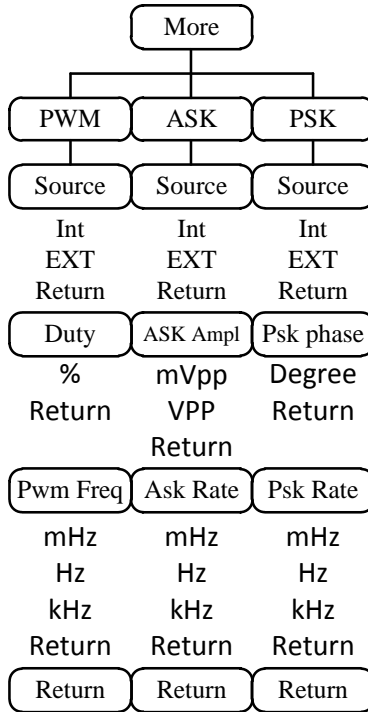 More
PWM ASK PSK
Source Source Source
Int Int Int
EXT EXT EXT
Return Return Return
Duty ASK Ampl Psk phase
% mVpp Degree
Return VPP Return
Return
Pwm Freq Ask Rate Psk Rate
mHz mHz mHz
Hz Hz Hz
kHz kHz kHz
Return Return Return
Return Return Return